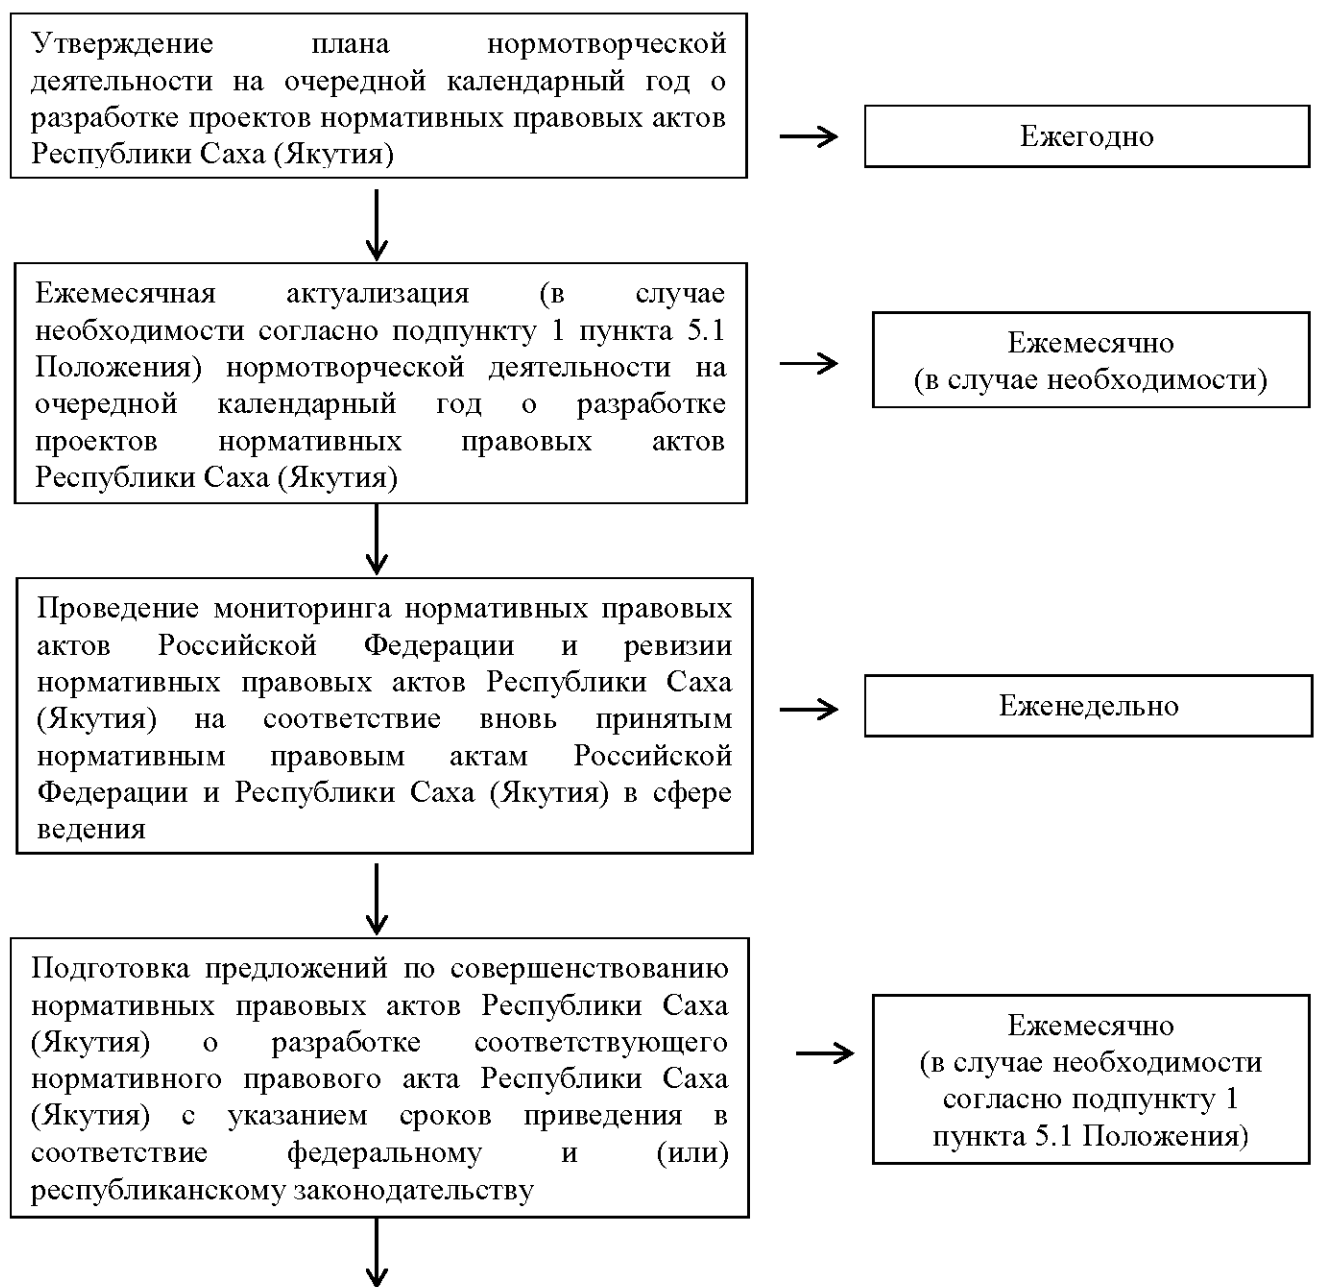 Утверждение плана нормотворческой
деятельности на очередной календарный год о
разработке проектов нормативных правовых актов
Республики Саха (Якутия)
Ежегодно
Ежемесячная актуализация (в случае
необходимости согласно подпункту 1 пункта 5.1
Положения) нормотворческой деятельности на
очередной календарный год о разработке
проектов нормативных правовых актов
Республики Саха (Якутия)
Ежемесячно
(в случае необходимости)
Проведение мониторинга нормативных правовых
актов Российской Федерации и ревизии
нормативных правовых актов Республики Саха
(Якутия) на соответствие вновь принятым
нормативным правовым актам Российской
Федерации и Республики Саха (Якутия) в сфере
ведения
Еженедельно
Подготовка предложений по совершенствованию
нормативных правовых актов Республики Саха
(Якутия) о разработке соответствующего
нормативного правового акта Республики Саха
(Якутия) с указанием сроков приведения в
соответствие федеральному и (или)
республиканскому законодательству
Ежемесячно
(в случае необходимости
согласно подпункту 1
пункта 5.1 Положения)